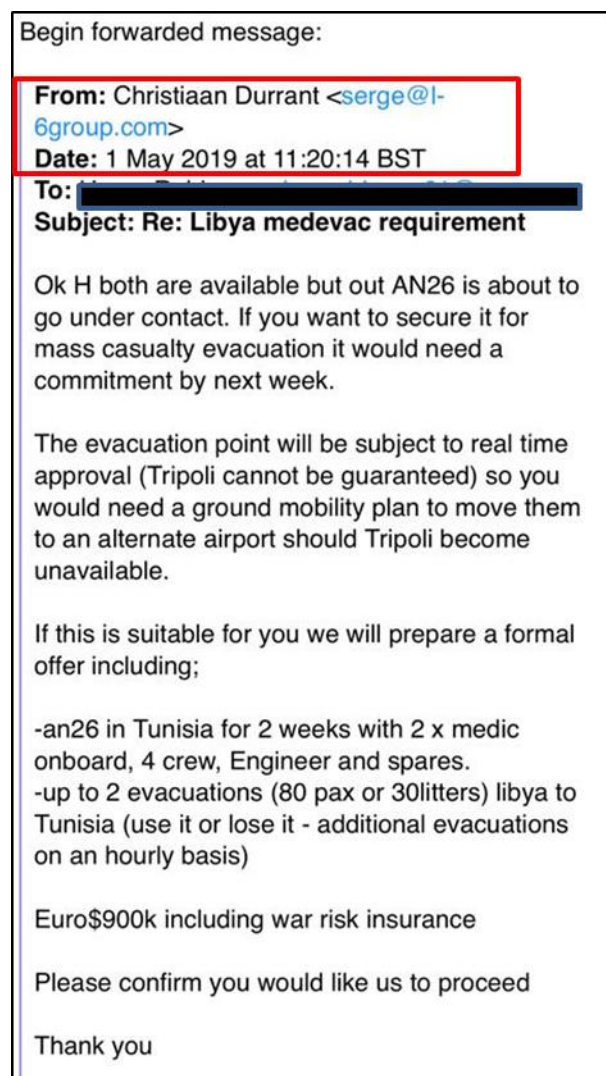 Begin forwarded message:
From: Christiaan Durrant <serge@l-
6group.com>
Date: 1 May 2019 at 11:20:14 BST
To:
Subject: Re: Libya medevac requirement
Ok H both are available but out AN26 is about to
go under contact. If you want to secure it for
mass casualty evacuation it would need a
commitment by next week.
The evacuation point will be subject to real time
approval (Tripoli cannot be guaranteed) so you
would need a ground mobility plan to move them
to an alternate airport should Tripoli become
unavailable.
If this is suitable for you we will prepare a formal
offer including;
-an26 in Tunisia for 2 weeks with 2 x medic
onboard, 4 crew, Engineer and spares.
-up to 2 evacuations (80 pax or 30litters) libya to
Tunisia (use it or lose it - additional evacuations
on an hourly basis)
Euro$900k including war risk insurance
Please confirm you would like us to proceed
Thank you